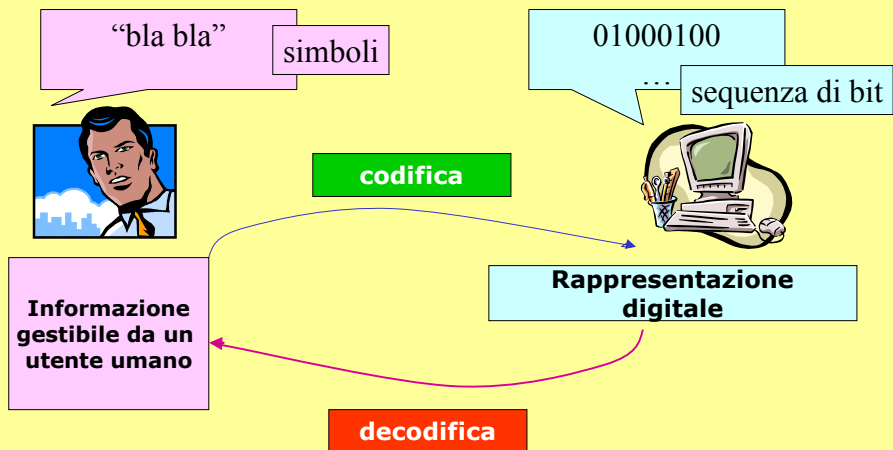 “bla bla”
simboli
01000100
...
sequenza di bit
codifica
Informazione
gestibile da un
utente umano
Rappresentazione
digitale
decodifica